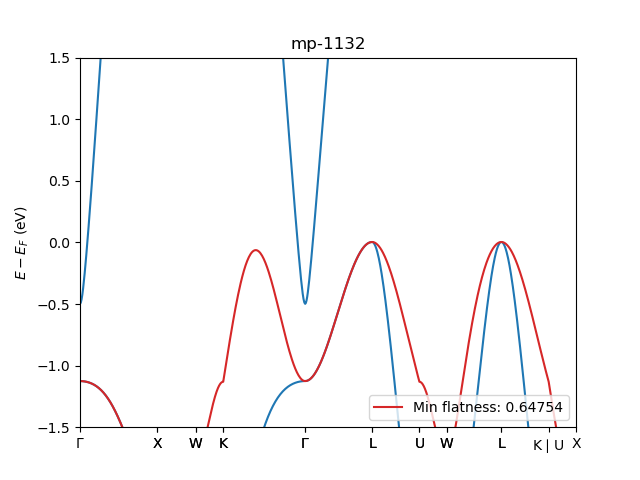 mp-1132
1.5
1.0
0.5
0.0
−0.5
−1.0
−1.5
E − E_F (eV)
Min flatness: 0.64754
Γ X W K Γ L U W L K | U X